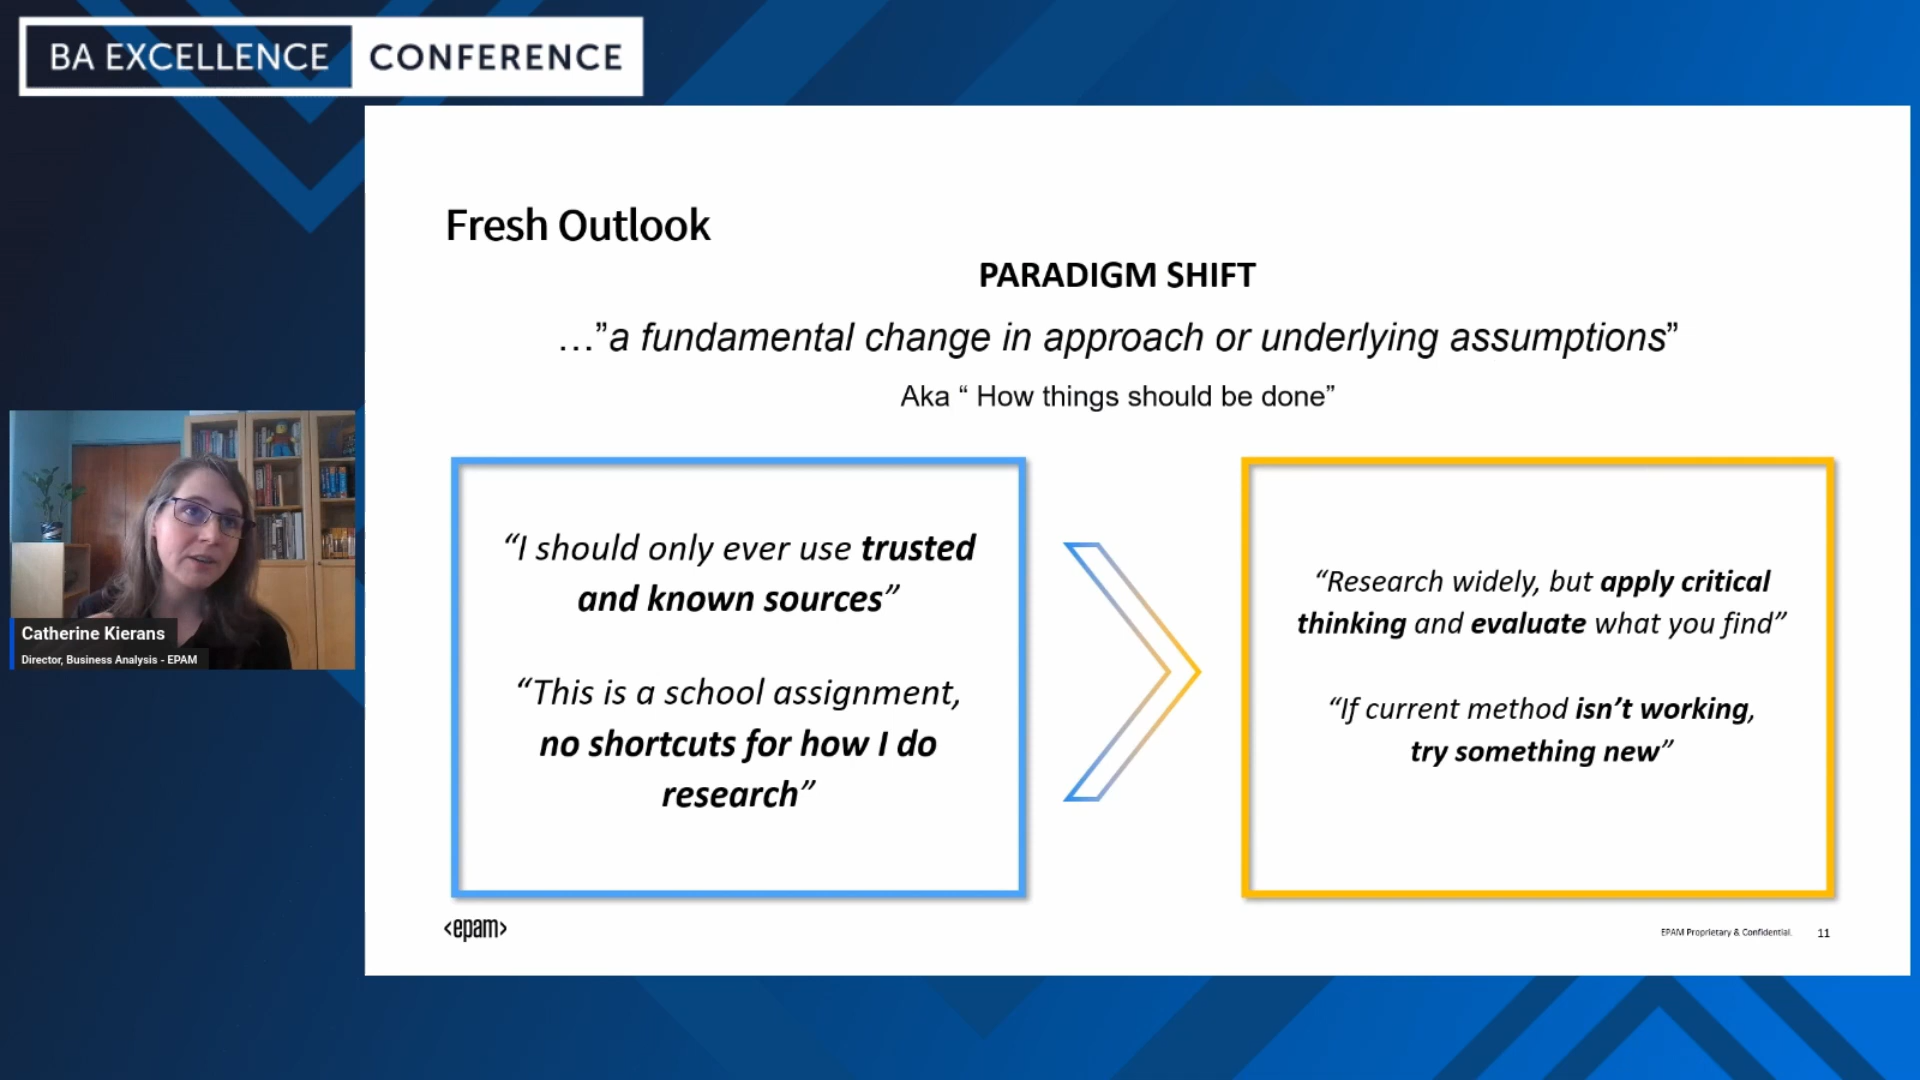 BA EXCELLENCE CONFERENCE
Fresh Outlook
PARADIGM SHIFT
…”a fundamental change in approach or underlying assumptions”
Aka “ How things should be done”
“I should only ever use trusted
and known sources”
“This is a school assignment,
no shortcuts for how I do
research”
“Research widely, but apply critical
thinking and evaluate what you find”
“If current method isn’t working,
try something new”
Catherine Kierans
Director, Business Analysis - EPAM
<epam>
EPAM Proprietary & Confidential.
11